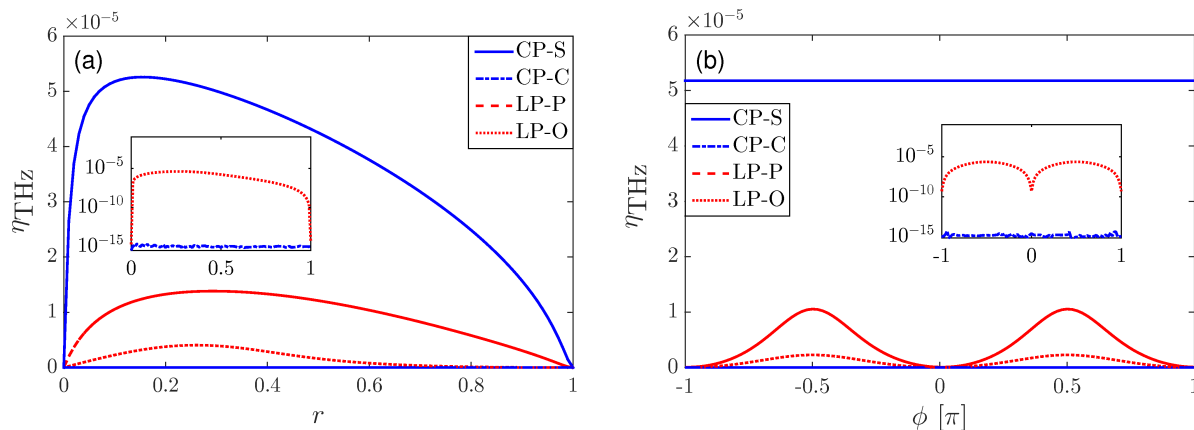 ×10⁻⁵
6
5
4
3
2
1
0
η_THz
(a)
CP-S
CP-C
LP-P
LP-O
10⁻⁵
10⁻¹⁰
10⁻¹⁵
0 0.5 1
0 0.2 0.4 0.6 0.8 1
r
×10⁻⁵
6
5
4
3
2
1
0
η_THz
(b)
CP-S
CP-C
LP-P
LP-O
10⁻⁵
10⁻¹⁰
10⁻¹⁵
-1 0 1
-1 -0.5 0 0.5 1
ϕ [π]